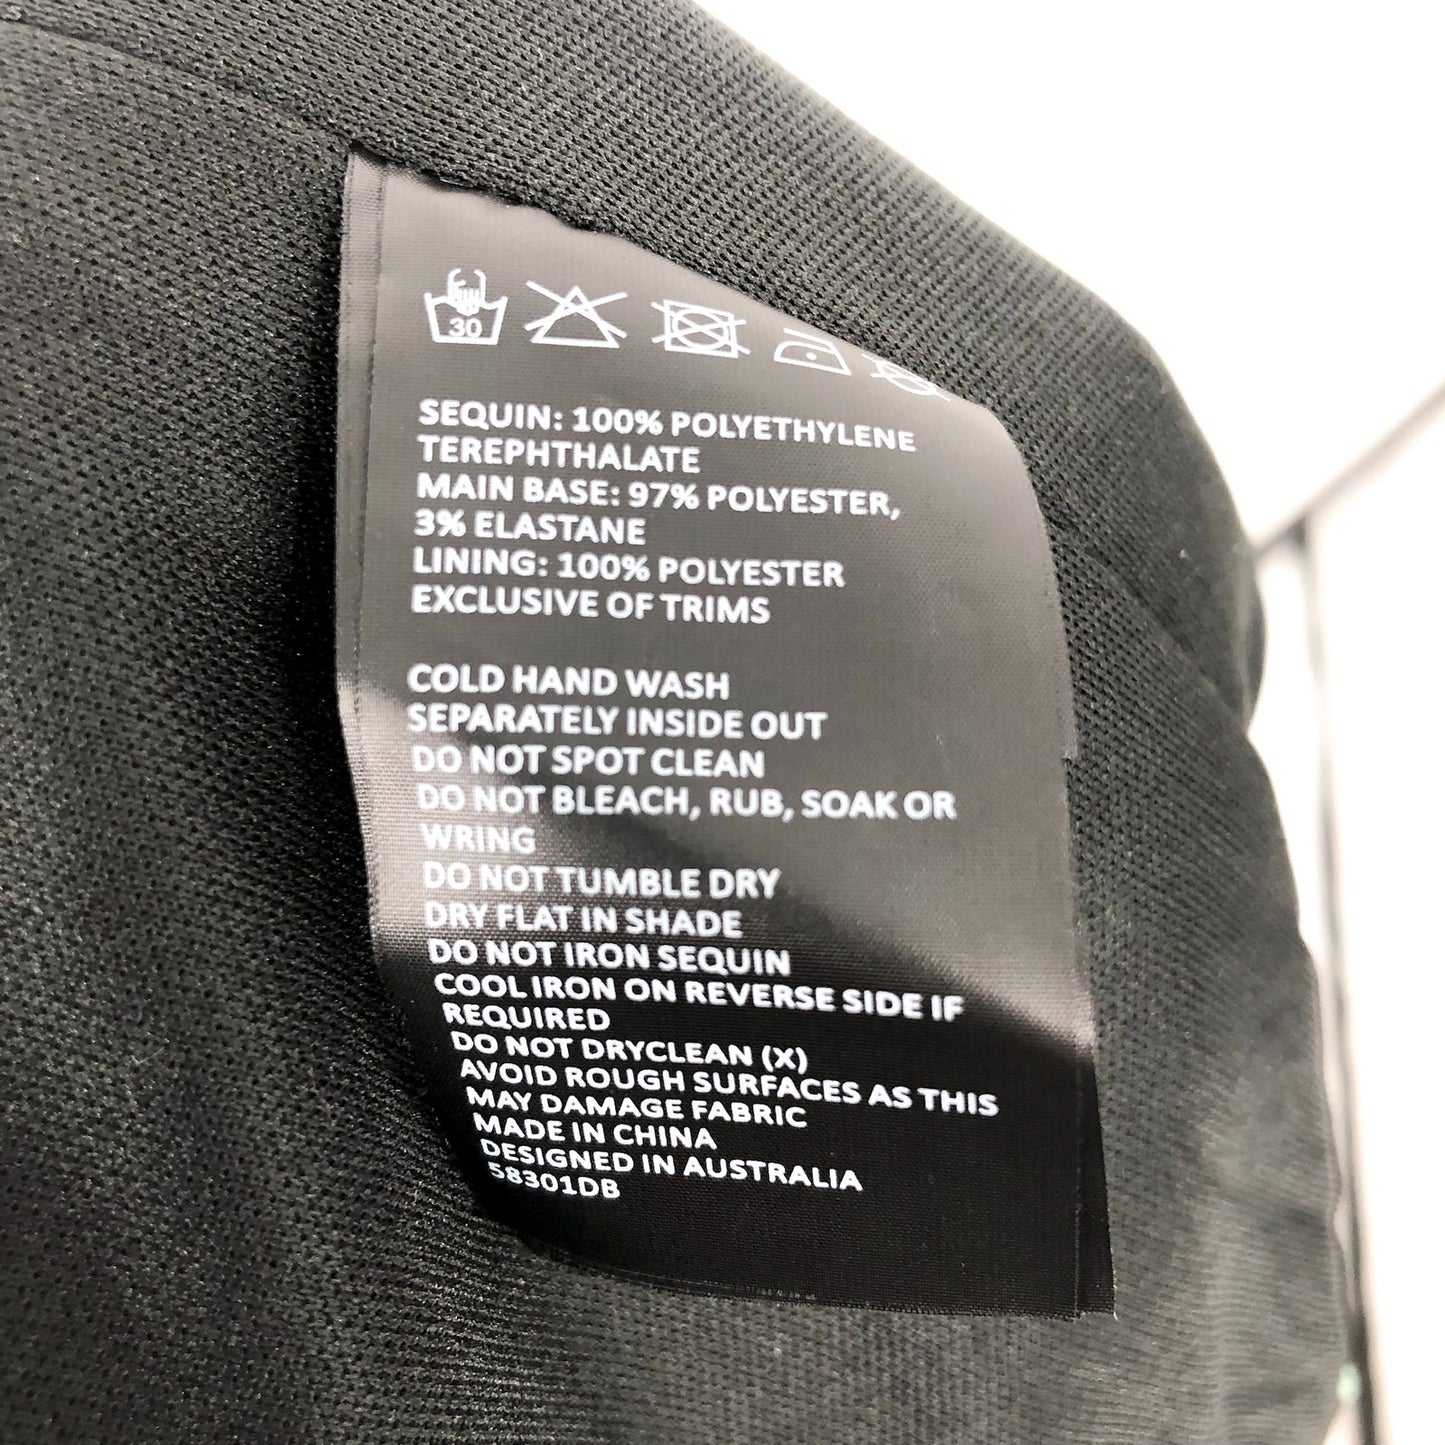 30
SEQUIN: 100% POLYETHYLENE
TEREPHTHALATE
MAIN BASE: 97% POLYESTER,
3% ELASTANE
LINING: 100% POLYESTER
EXCLUSIVE OF TRIMS
COLD HAND WASH
SEPARATELY INSIDE OUT
DO NOT SPOT CLEAN
DO NOT BLEACH, RUB, SOAK OR
WRING
DO NOT TUMBLE DRY
DRY FLAT IN SHADE
DO NOT IRON SEQUIN
COOL IRON ON REVERSE SIDE IF
REQUIRED
DO NOT DRYCLEAN (X)
AVOID ROUGH SURFACES AS THIS
MAY DAMAGE FABRIC
MADE IN CHINA
DESIGNED IN AUSTRALIA
58301DB